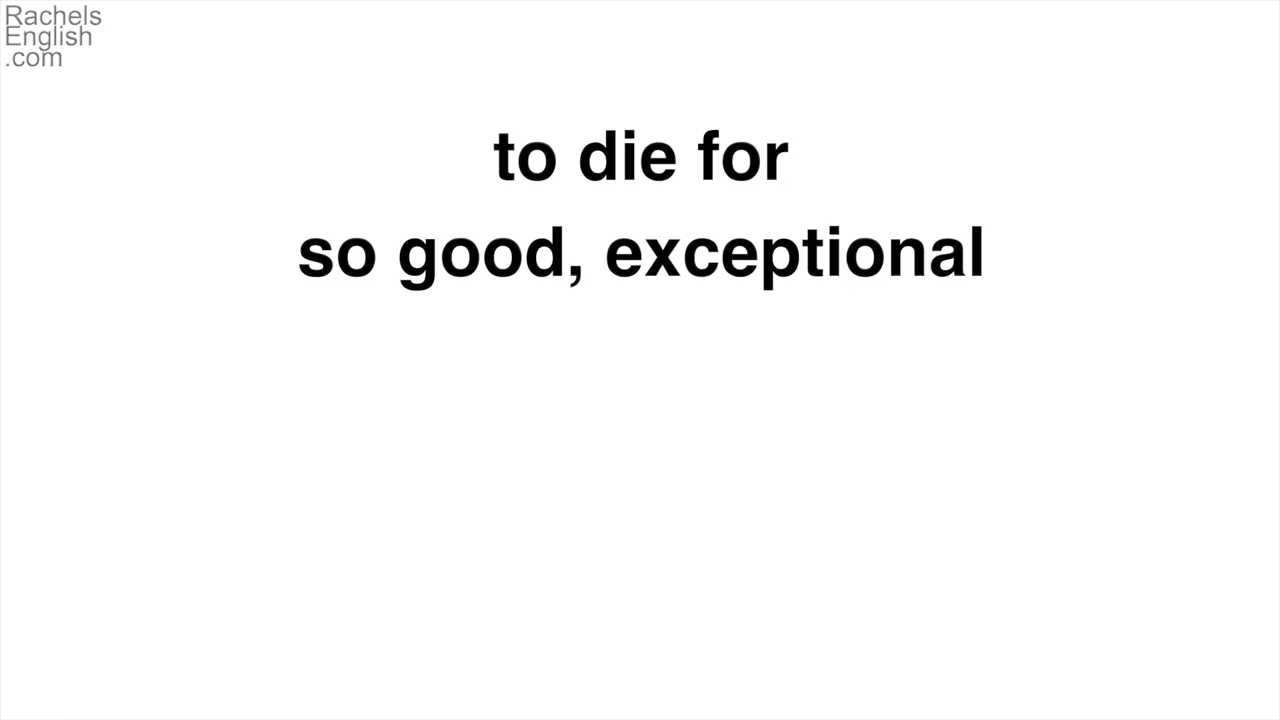 Rachels
English
.com
to die for
so good, exceptional